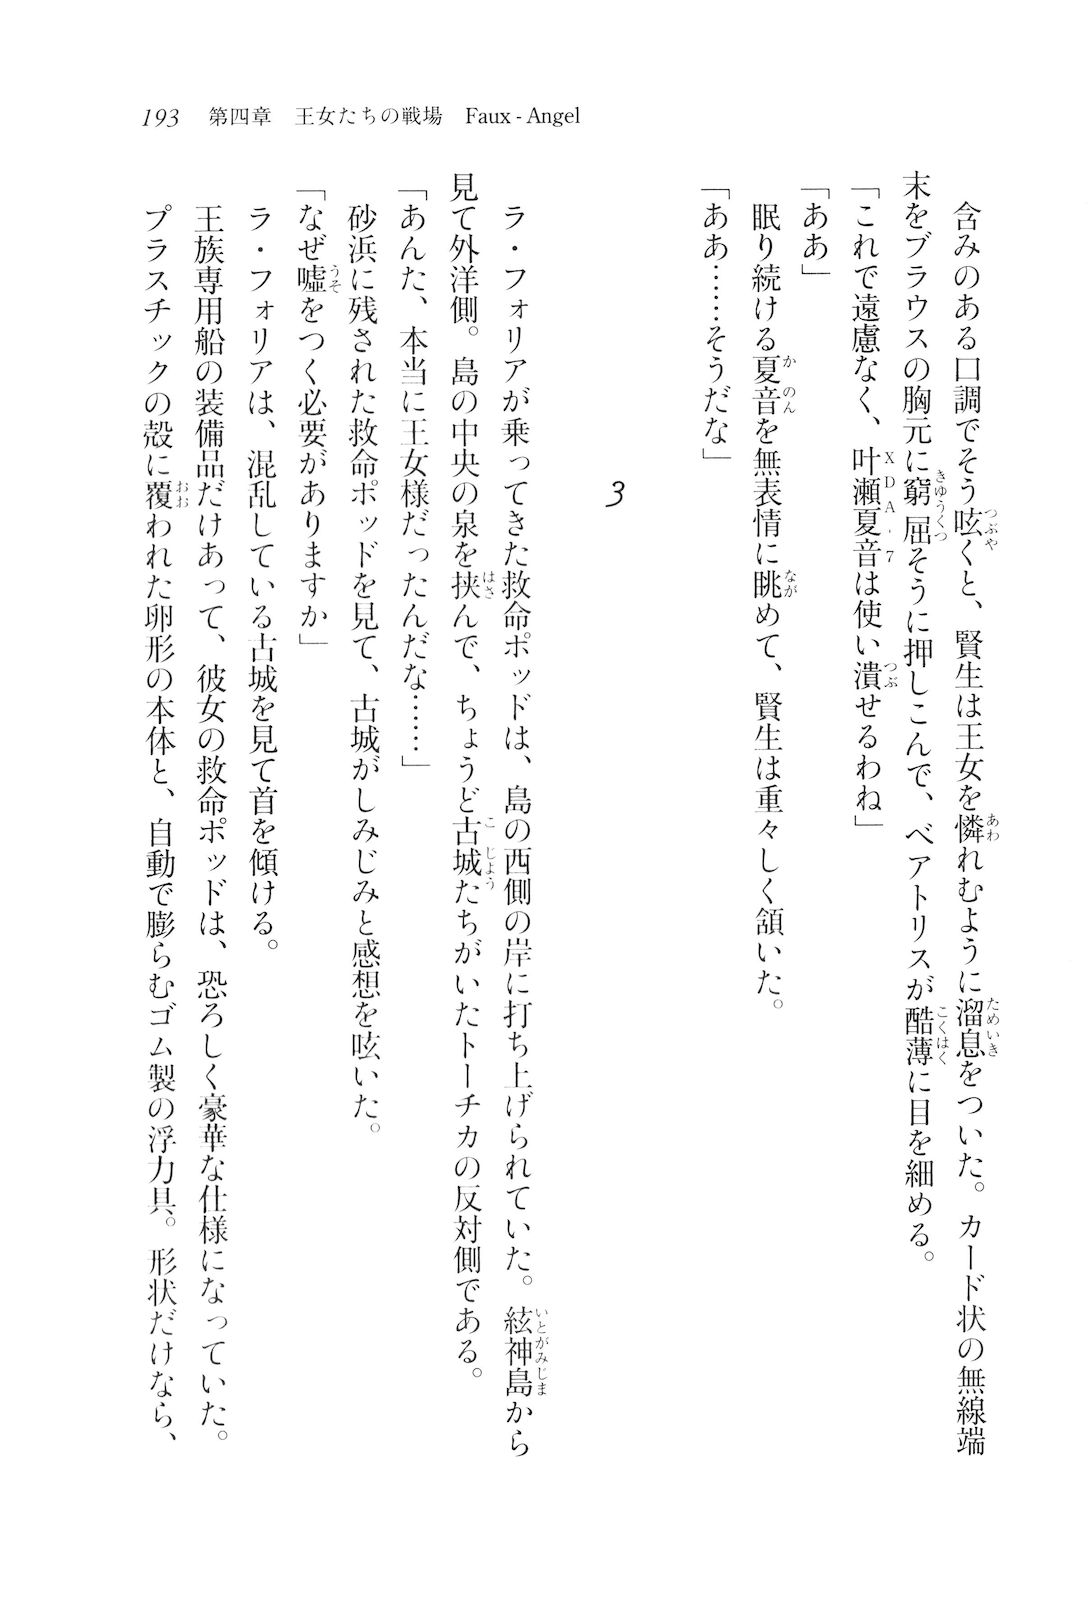 193　第四章　王女たちの戦場　Faux - Angel
　含みのある口調でそう呟くと、賢生は王女を憐れむように溜息をついた。カード状の無線端
末をブラウスの胸元に窮屈そうに押しこんで、ベアトリスが酷薄に目を細める。
「これで遠慮なく、叶瀬夏音は使い潰せるわね」
「ああ」
　眠り続ける夏音を無表情に眺めて、賢生は重々しく頷いた。
「ああ……そうだな」
3
　ラ・フォリアが乗ってきた救命ポッドは、島の西側の岸に打ち上げられていた。絃神島から
見て外洋側。島の中央の泉を挟んで、ちょうど古城たちがいたトーチカの反対側である。
「あんた、本当に王女様だったんだな……」
　砂浜に残された救命ポッドを見て、古城がしみじみと感想を呟いた。
「なぜ嘘をつく必要がありますか」
　ラ・フォリアは、混乱している古城を見て首を傾ける。
　王族専用船の装備品だけあって、彼女の救命ポッドは、恐ろしく豪華な仕様になっていた。
　プラスチックの殻に覆われた卵形の本体と、自動で膨らむゴム製の浮力具。形状だけなら、